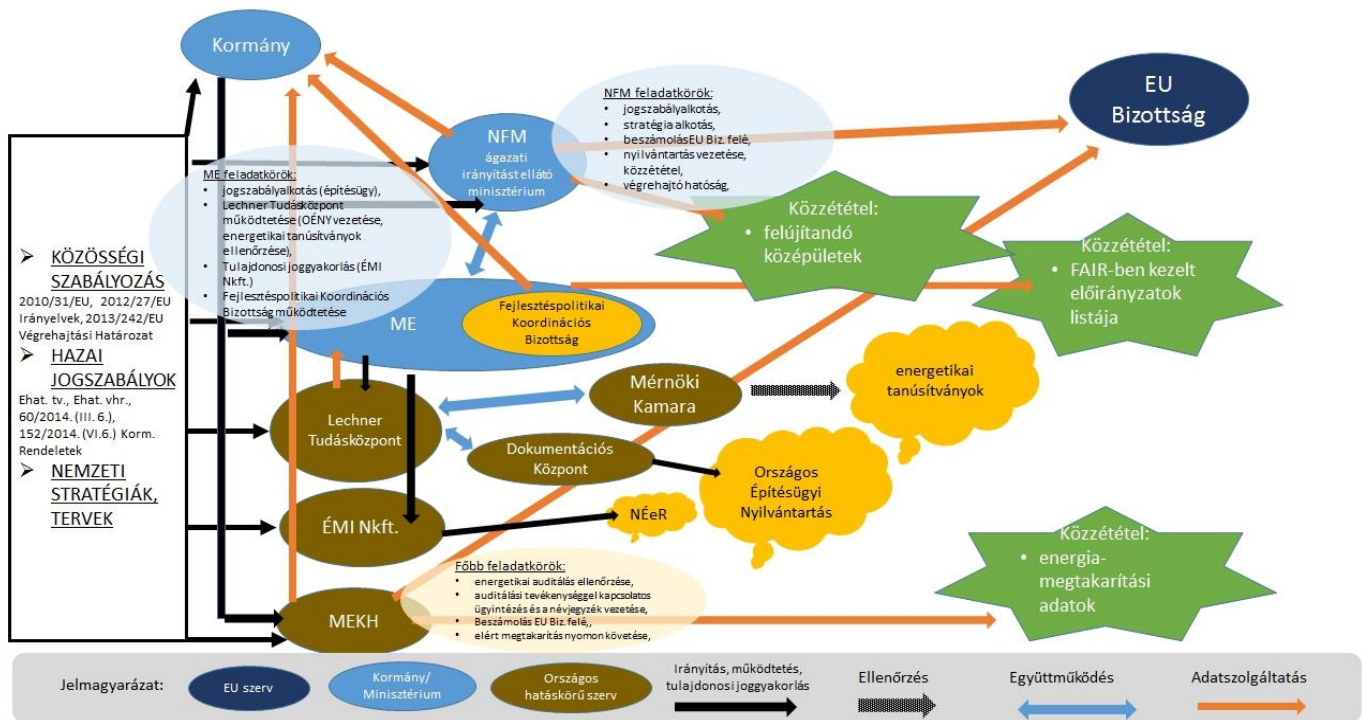 Kormány
EU
Bizottság
NFM
ágazati
irányítást ellátó
minisztérium
NFM feladatkörök:
• jogszabályalkotás,
• stratégia alkotás,
• beszámolásEU Biz. felé,
• nyilvántartás vezetése,
közzététel,
• végrehajtó hatóság,
ME feladatkörök:
• jogszabályalkotás (építésügy),
• Lechner Tudásközpont
működtetése (OÉNY vezetése,
energetikai tanúsítványok
ellenőrzése),
• Tulajdonosi joggyakorlás (ÉMI
Nkft.)
• Fejlesztéspolitikai Koordinációs
Bizottság működtetése
Közzététel:
• felújítandó
középületek
Közzététel:
• FAIR-ben kezelt
előirányzatok
listája
➢ KÖZÖSSÉGI
SZABÁLYOZÁS
2010/31/EU, 2012/27/EU
Irányelvek, 2013/242/EU
Végrehajtási Határozat
➢ HAZAI
JOGSZABÁLYOK
Ehat. tv., Ehat. vhr.,
60/2014. (III. 6.),
152/2014. (VI.6.) Korm.
Rendeletek
➢ NEMZETI
STRATÉGIÁK,
TERVEK
ME
Fejlesztéspolitikai
Koordinációs
Bizottság
Lechner
Tudásközpont
Mérnöki
Kamara
energetikai
tanúsítványok
Dokumentációs
Központ
Országos
Építésügyi
Nyilvántartás
ÉMI Nkft.
NÉeR
MEKH
Főbb feladatkörök:
• energetikai auditálás ellenőrzése,
• auditálási tevékenységgel kapcsolatos
ügyintézés és a névjegyzék vezetése,
• Beszámolás EU Biz. felé,,
• elért megtakarítás nyomon követése,
Közzététel:
• energia-
megtakarítási
adatok
Jelmagyarázat:
EU szerv
Kormány/
Minisztérium
Országos
hatáskörű szerv
Irányítás, működtetés,
tulajdonosi joggyakorlás
Ellenőrzés
Együttműködés
Adatszolgáltatás